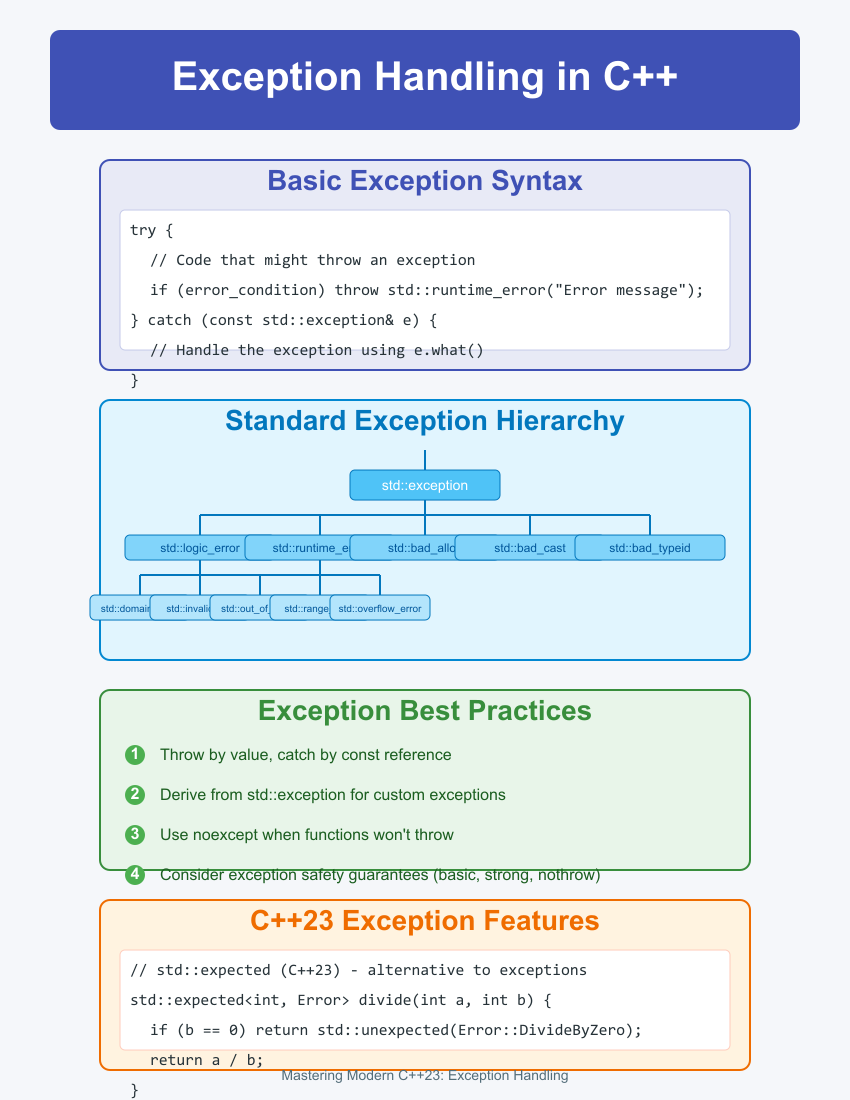 Exception Handling in C++
Basic Exception Syntax
try {
// Code that might throw an exception
if (error_condition) throw std::runtime_error("Error message");
} catch (const std::exception& e) {
// Handle the exception using e.what()
}
Standard Exception Hierarchy
std::exception
std::logic_error std::runtime_e std::bad_allo std::bad_cast std::bad_typeid
std::domain std::invali std::out_of_ std::range std::overflow_error
Exception Best Practices
1 Throw by value, catch by const reference
2 Derive from std::exception for custom exceptions
3 Use noexcept when functions won't throw
4 Consider exception safety guarantees (basic, strong, nothrow)
C++23 Exception Features
// std::expected (C++23) - alternative to exceptions
std::expected<int, Error> divide(int a, int b) {
if (b == 0) return std::unexpected(Error::DivideByZero);
return a / b;
Mastering Modern C++23: Exception Handling
}